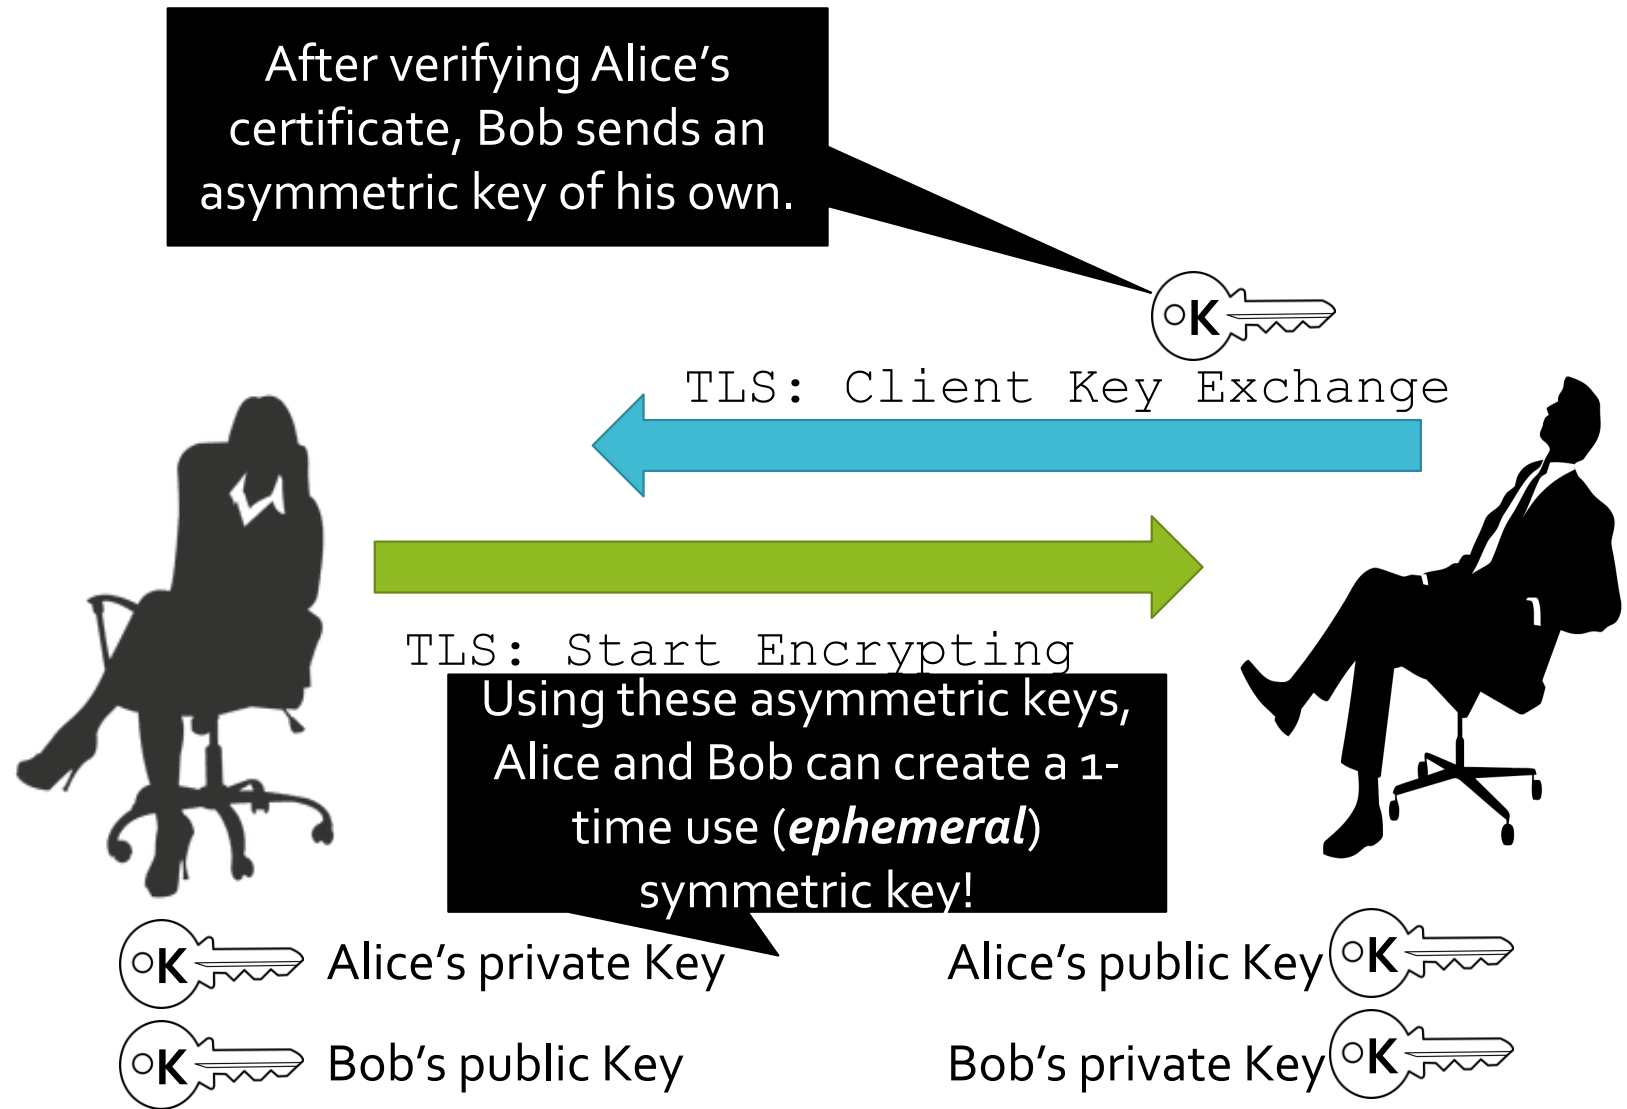 After verifying Alice's
certificate, Bob sends an
asymmetric key of his own.
K
TLS: Client Key Exchange
TLS: Start Encrypting
Using these asymmetric keys,
Alice and Bob can create a 1-
time use (ephemeral)
symmetric key!
K Alice's private Key
Alice's public Key K
K Bob's public Key
Bob's private Key K